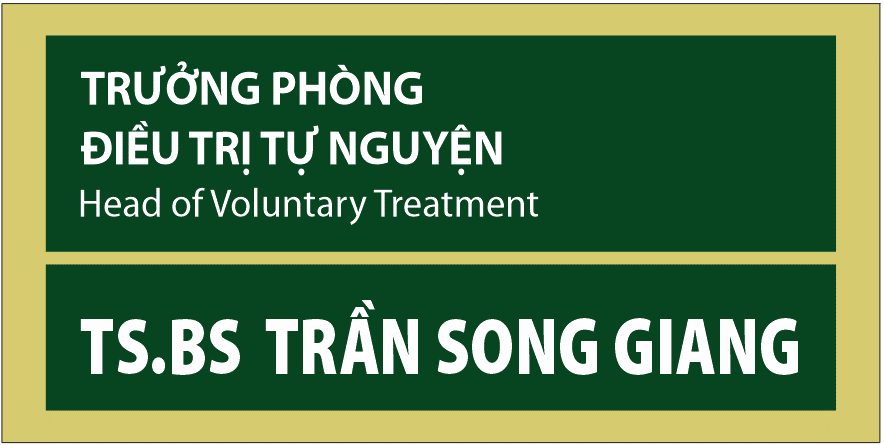 TRƯỞNG PHÒNG
ĐIỀU TRỊ TỰ NGUYỆN
Head of Voluntary Treatment
TS.BS TRẦN SONG GIANG